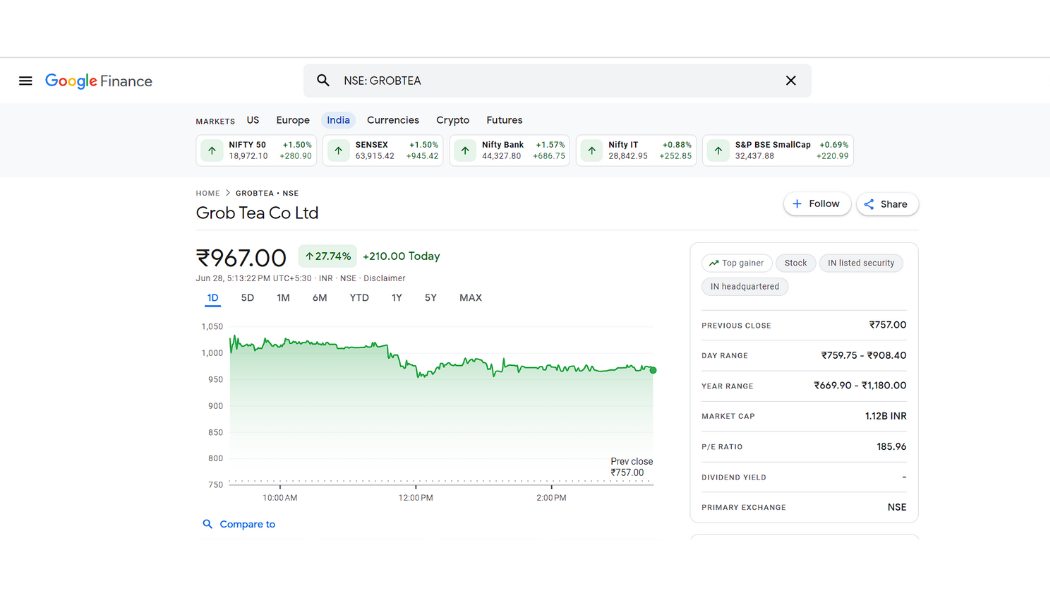 Google Finance
NSE: GROBTEA
MARKETS US Europe India Currencies Crypto Futures
NIFTY 50 +1.50%
18,972.10 +280.90
SENSEX +1.50%
63,915.42 +945.42
Nifty Bank +1.57%
44,327.80 +686.75
Nifty IT +0.88%
28,842.95 +252.85
S&P BSE SmallCap +0.69%
32,437.88 +220.99
HOME > GROBTEA • NSE
Grob Tea Co Ltd
+ Follow
Share
₹967.00 ↑27.74% +210.00 Today
Jun 28, 5:13:22 PM UTC+5:30 · INR · NSE · Disclaimer
1D 5D 1M 6M YTD 1Y 5Y MAX
1,050
1,000
950
900
850
800
750
Prev close
₹757.00
10:00 AM 12:00 PM 2:00 PM
Compare to
Top gainer Stock IN listed security
IN headquartered
PREVIOUS CLOSE ₹757.00
DAY RANGE ₹759.75 - ₹908.40
YEAR RANGE ₹669.90 - ₹1,180.00
MARKET CAP 1.12B INR
P/E RATIO 185.96
DIVIDEND YIELD -
PRIMARY EXCHANGE NSE